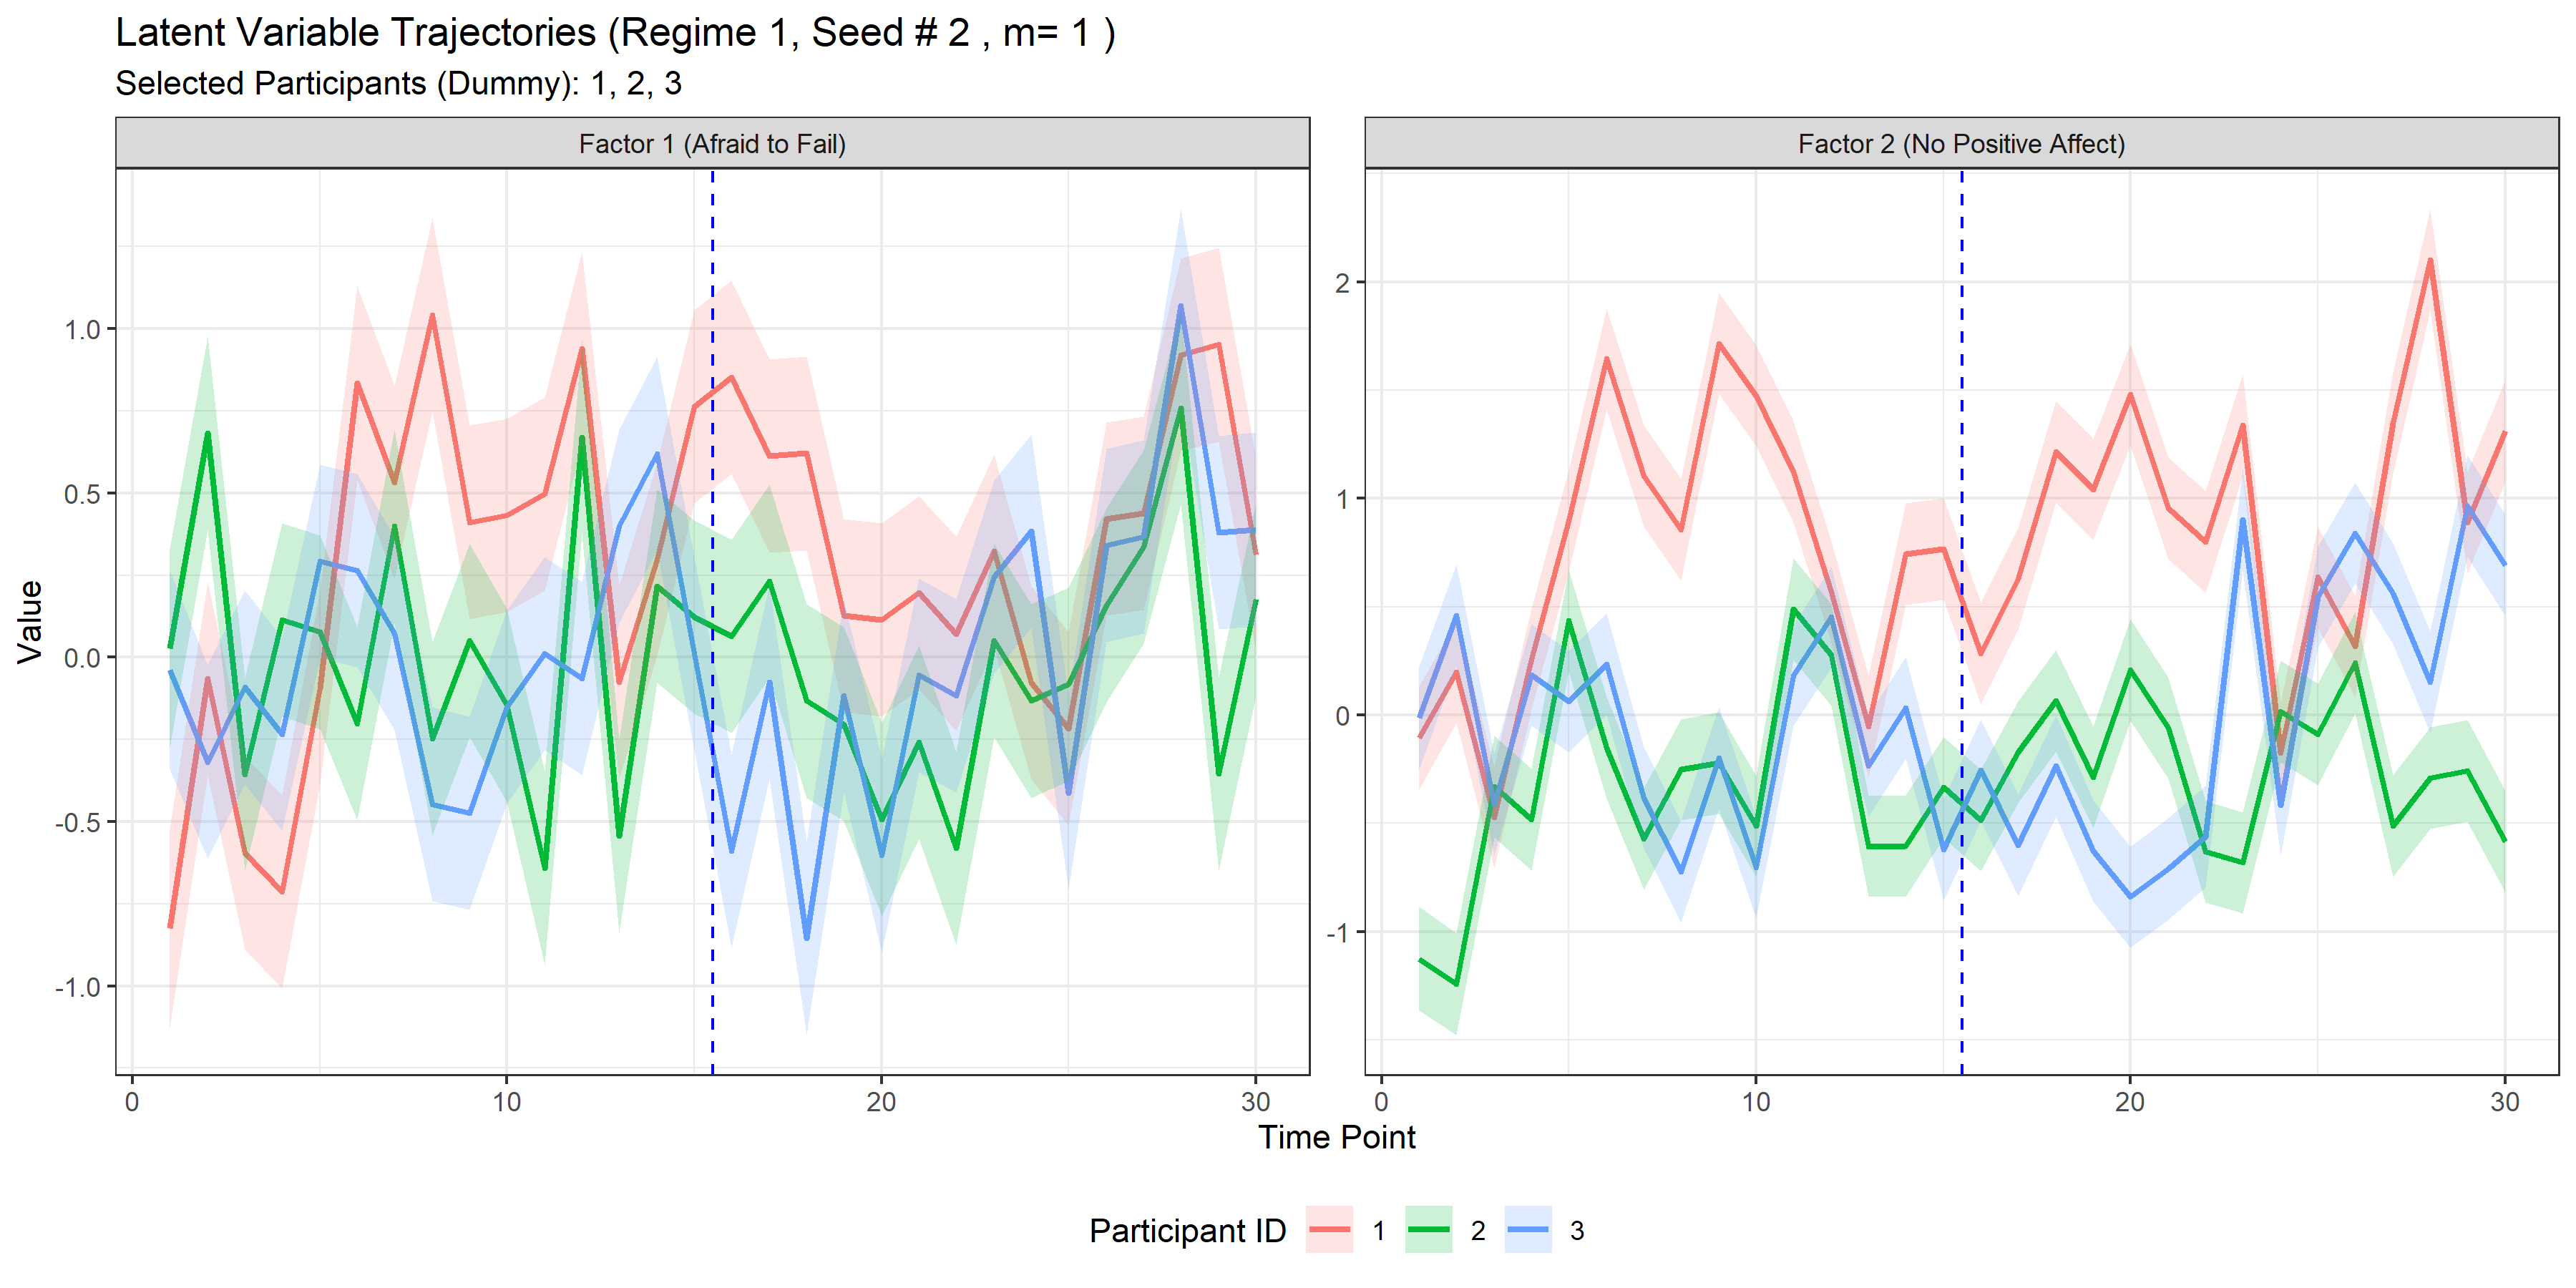 Latent Variable Trajectories (Regime 1, Seed # 2 , m= 1 )
Selected Participants (Dummy): 1, 2, 3
Factor 1 (Afraid to Fail)
Factor 2 (No Positive Affect)
Value
1.0
0.5
0.0
-0.5
-1.0
2
1
0
-1
0 10 20 30
0 10 20 30
Time Point
Participant ID 1 2 3